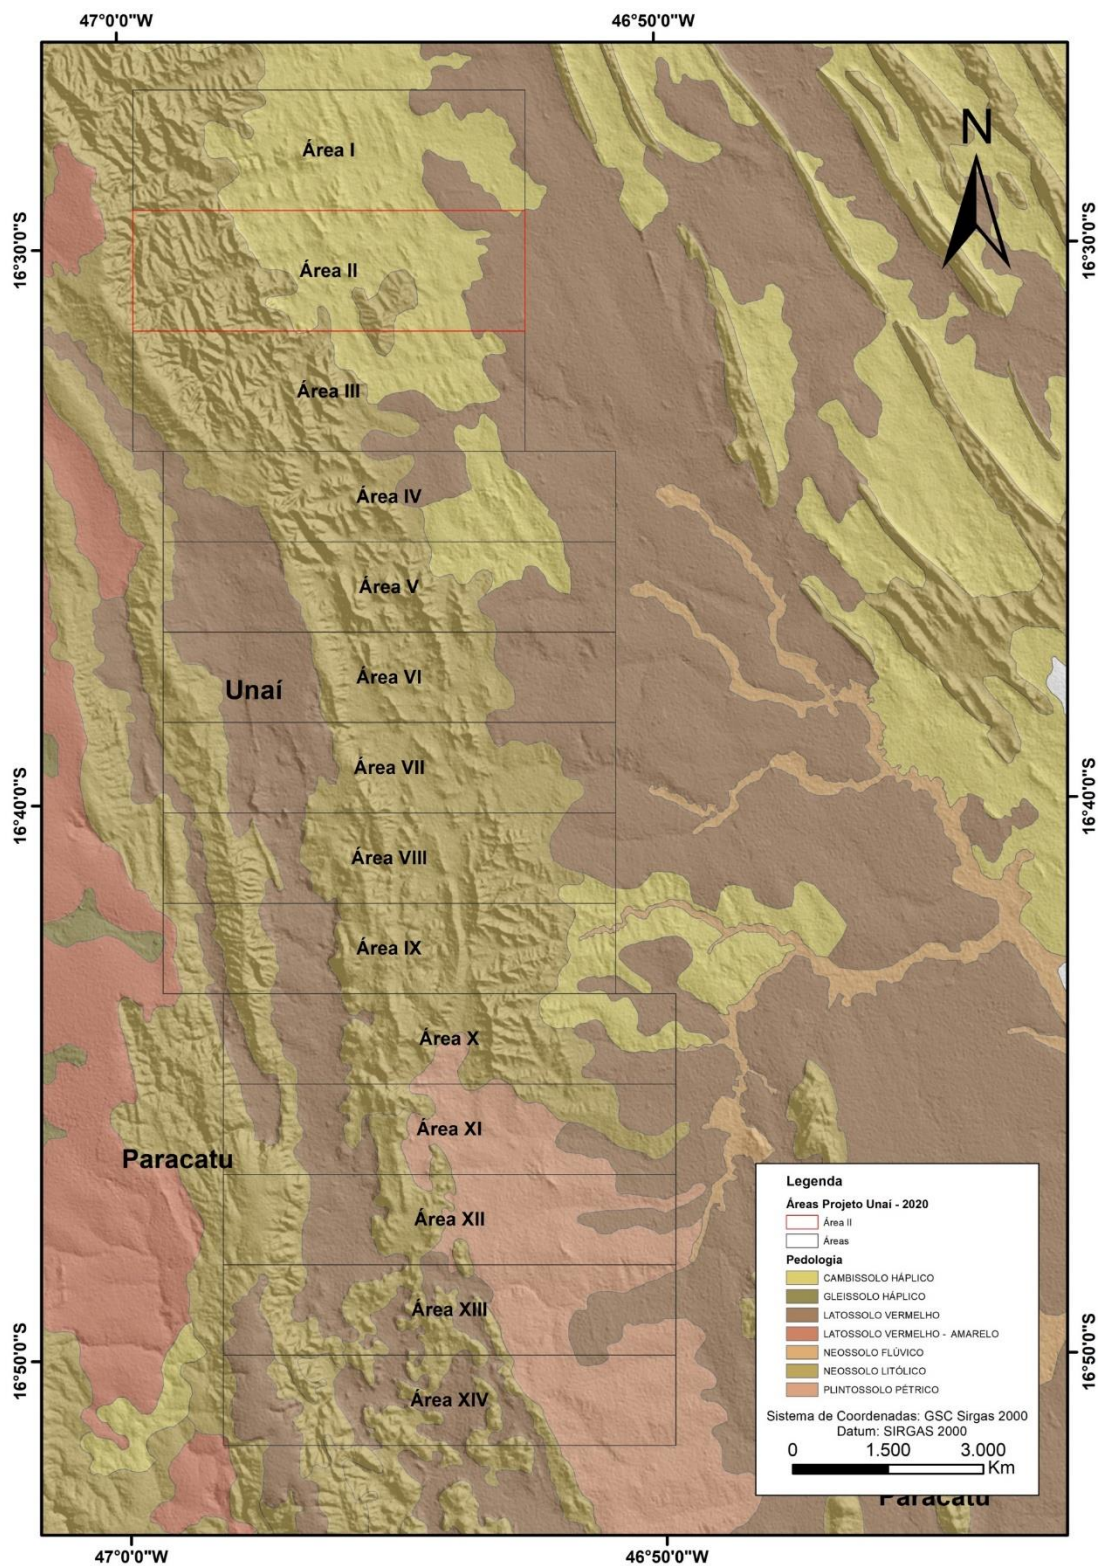 47°0'0"W
46°50'0"W
N
Área I
16°30'0"S
16°30'0"S
Área II
Área III
Área IV
Área V
Área VI
Unaí
Área VII
16°40'0"S
16°40'0"S
Área VIII
Área IX
Área X
Área XI
Paracatu
Área XII
Área XIII
16°50'0"S
16°50'0"S
Área XIV
Legenda
Áreas Projeto Unaí - 2020
Área II
Áreas
Pedologia
CAMBISSOLO HÁPLICO
GLEISSOLO HÁPLICO
LATOSSOLO VERMELHO
LATOSSOLO VERMELHO - AMARELO
NEOSSOLO FLÚVICO
NEOSSOLO LITÓLICO
PLINTOSSOLO PÉTRICO
Sistema de Coordenadas: GSC Sirgas 2000
Datum: SIRGAS 2000
0 1.500 3.000
Km
Paracatu
47°0'0"W
46°50'0"W